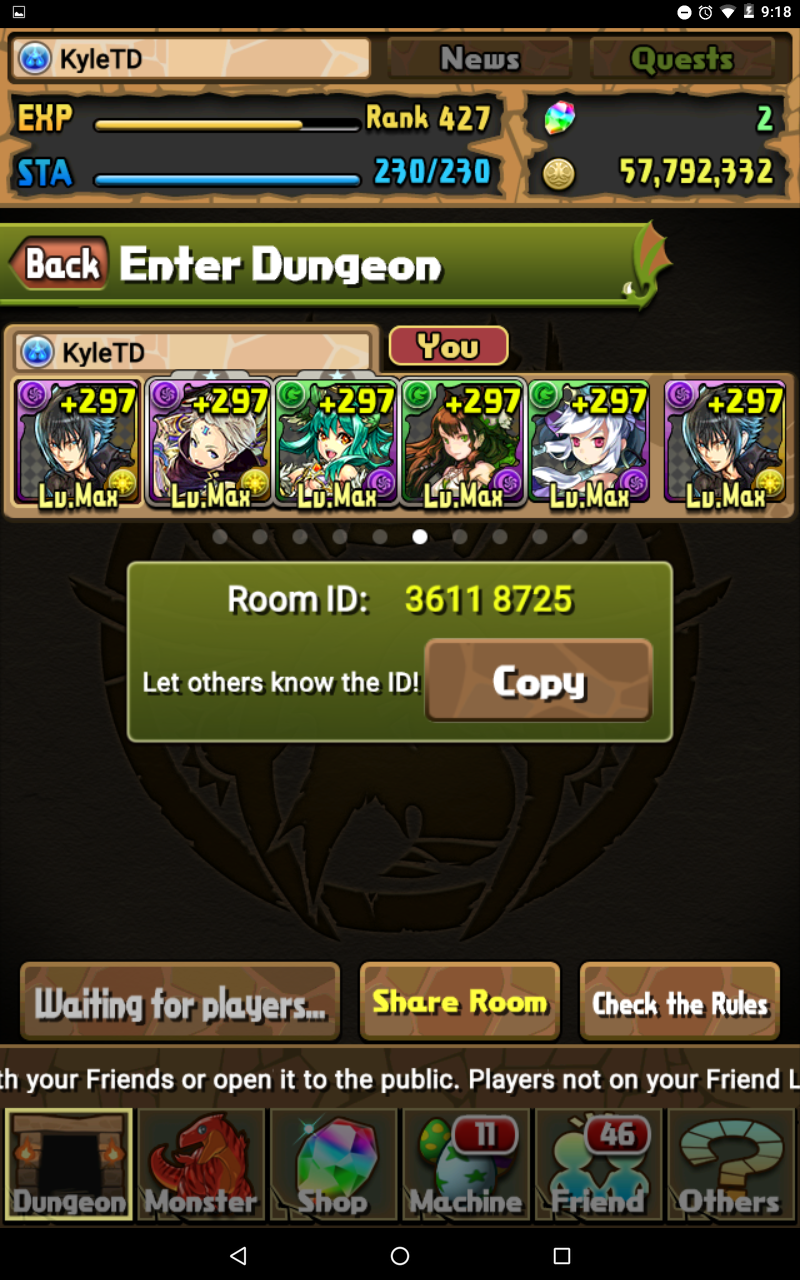 9:18
KyleTD
News
Quests
EXP
Rank 427
2
STA
230/230
57,792,332
Back
Enter Dungeon
KyleTD
You
+297 +297 +297 +297 +297 +297
Lv.Max Lv.Max Lv.Max Lv.Max Lv.Max Lv.Max
Room ID: 3611 8725
Let others know the ID!
Copy
Waiting for players...
Share Room
Check the Rules
th your Friends or open it to the public. Players not on your Friend L
11
46
Dungeon
Monster
Shop
Machine
Friend
Others